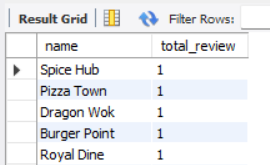 Result Grid Filter Rows:
name total_review
Spice Hub 1
Pizza Town 1
Dragon Wok 1
Burger Point 1
Royal Dine 1